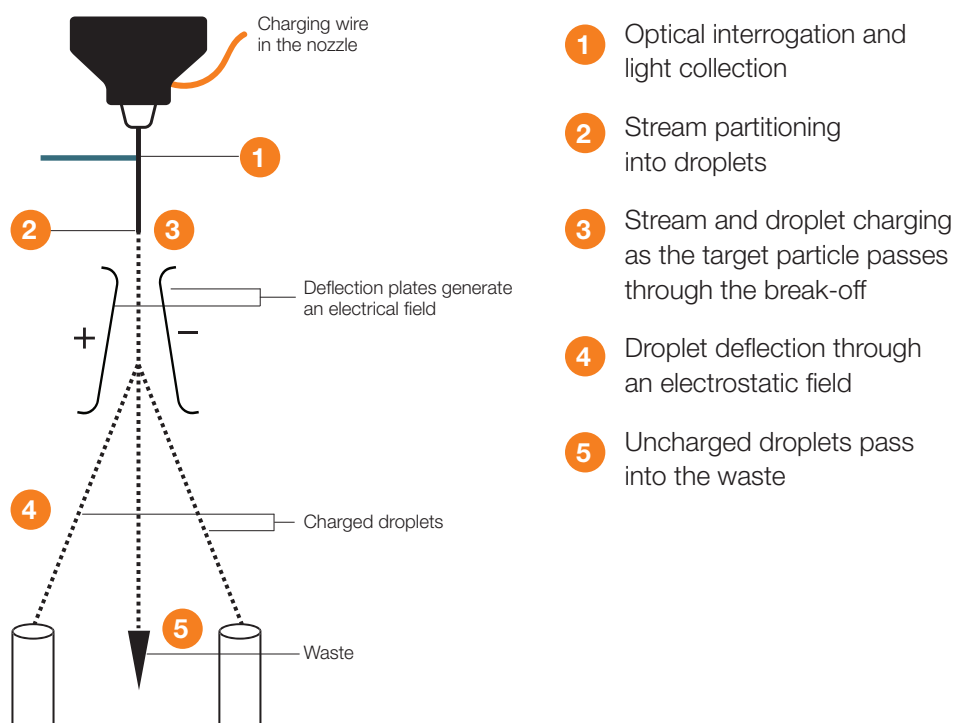 Charging wire
in the nozzle
1
2
3
Deflection plates generate
an electrical field
+
−
4
Charged droplets
5
Waste
1
Optical interrogation and
light collection
2
Stream partitioning
into droplets
3
Stream and droplet charging
as the target particle passes
through the break-off
4
Droplet deflection through
an electrostatic field
5
Uncharged droplets pass
into the waste